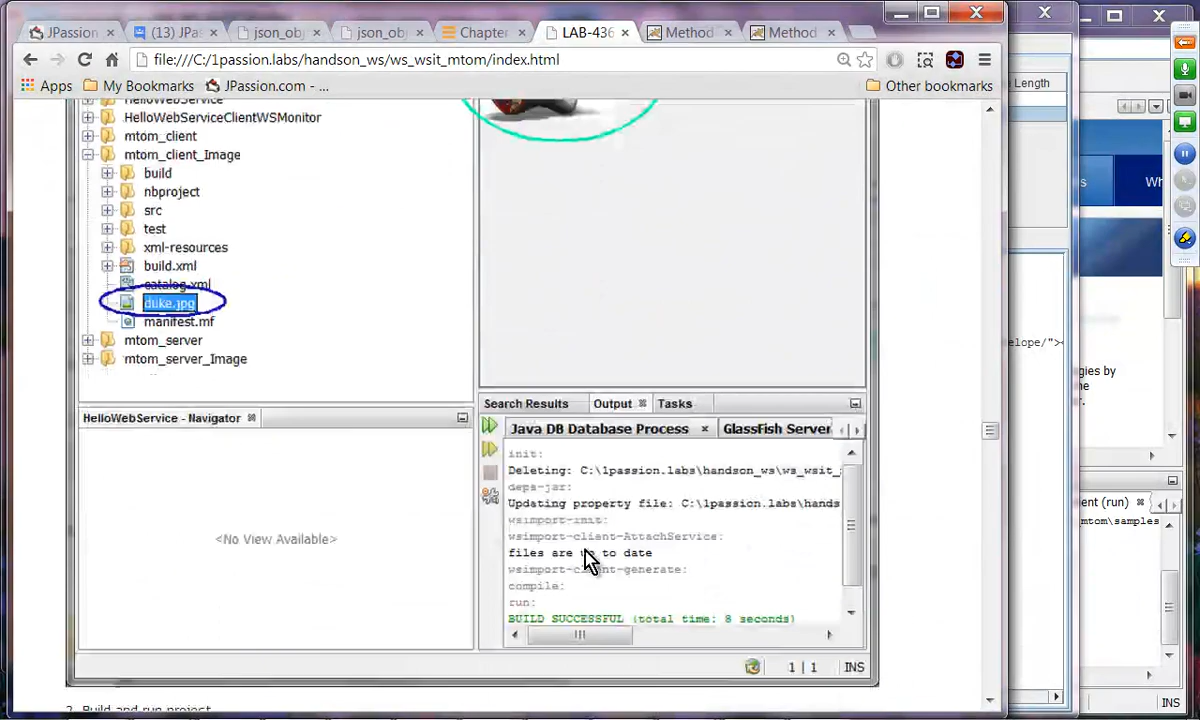 JPassion
(13) JPa
json_ob
json_ob
Chapter
LAB-436
Method
Method
file:///C:/1passion.labs/handson_ws/ws_wsit_mtom/index.html
Apps
My Bookmarks
JPassion.com - ...
Other bookmarks
Length
HelloWebService
HelloWebServiceClientWSMonitor
mtom_client
mtom_client_Image
build
nbproject
src
test
xml-resources
build.xml
catalog.xml
duke.jpg
manifest.mf
mtom_server
mtom_server_Image
HelloWebService - Navigator
<No View Available>
Search Results
Output
Tasks
Java DB Database Process
GlassFish Server
init:
Deleting: C:\1passion.labs\handson_ws\ws_wsit_
deps-jar:
Updating property file: C:\1passion.labs\hands
wsimport-init:
wsimport-client-AttachService:
files are up to date
wsimport-client-generate:
compile:
run:
BUILD SUCCESSFUL (total time: 8 seconds)
1 | 1
INS
2. Build and run project
s
Wh
elope/"><
gies by
the
r.
ent (run)
mtom\samples
INS